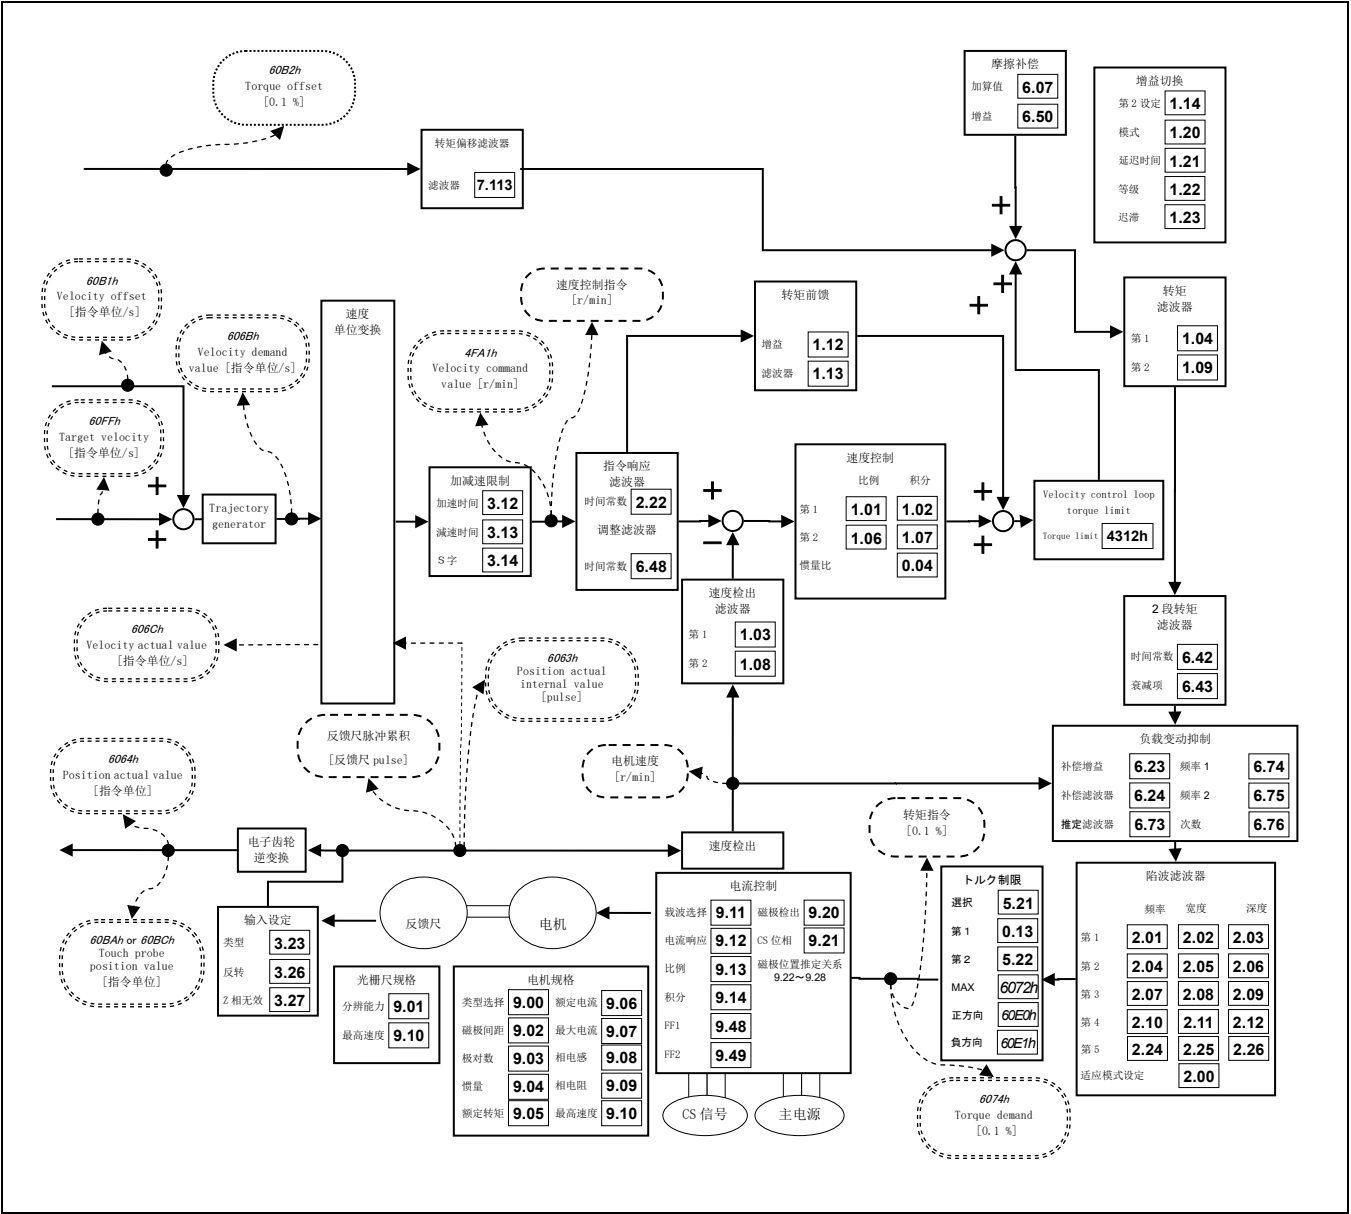 60B2h
Torque offset
[0.1 %]
转矩偏移滤波器
滤波器 7.113
摩擦补偿
加算值 6.07
增益 6.50
增益切换
第2 设定 1.14
模式 1.20
延迟时间 1.21
等级 1.22
迟滞 1.23
+
+
+
60B1h
Velocity offset
[指令单位/s]
606Bh
Velocity demand
value [指令单位/s]
60FFh
Target velocity
[指令单位/s]
+
+
Trajectory
generator
速度
单位变换
4FA1h
Velocity command
value [r/min]
速度控制指令
[r/min]
转矩前馈
增益 1.12
滤波器 1.13
转矩
滤波器
第1 1.04
第2 1.09
加减速限制
加速时间 3.12
減速时间 3.13
S 字 3.14
指令响应
滤波器
时间常数 2.22
调整滤波器
时间常数 6.48
+
−
速度控制
比例 积分
第1 1.01 1.02
第2 1.06 1.07
惯量比 0.04
+
+
Velocity control loop
torque limit
Torque limit 4312h
速度检出
滤波器
第1 1.03
第2 1.08
2 段转矩
滤波器
时间常数 6.42
衰减项 6.43
606Ch
Velocity actual value
[指令单位/s]
6063h
Position actual
internal value
[pulse]
反馈尺脉冲累积
[反馈尺 pulse]
电机速度
[r/min]
负载变动抑制
补偿增益 6.23 频率 1 6.74
补偿滤波器 6.24 频率 2 6.75
推定滤波器 6.73 次数 6.76
6064h
Position actual value
[指令单位]
电子齿轮
逆变换
速度检出
转矩指令
[0.1 %]
60BAh or 60BCh
Touch probe
position value
[指令单位]
输入设定
类型 3.23
反转 3.26
Z 相无效 3.27
反馈尺
电机
光栅尺规格
分辨能力 9.01
最高速度 9.10
电机规格
类型选择 9.00 额定电流 9.06
磁极间距 9.02 最大电流 9.07
极对数 9.03 相电感 9.08
惯量 9.04 相电阻 9.09
额定转矩 9.05 最高速度 9.10
电流控制
载波选择 9.11 磁极检出 9.20
电流响应 9.12 CS 位相 9.21
比例 9.13 磁极位置推定关系
9.22～9.28
积分 9.14
FF1 9.48
FF2 9.49
CS 信号
主电源
トルク制限
選択 5.21
第1 0.13
第2 5.22
MAX 6072h
正方向 60E0h
負方向 60E1h
陷波滤波器
频率 宽度 深度
第1 2.01 2.02 2.03
第2 2.04 2.05 2.06
第3 2.07 2.08 2.09
第4 2.10 2.11 2.12
第5 2.24 2.25 2.26
适应模式设定 2.00
6074h
Torque demand
[0.1 %]